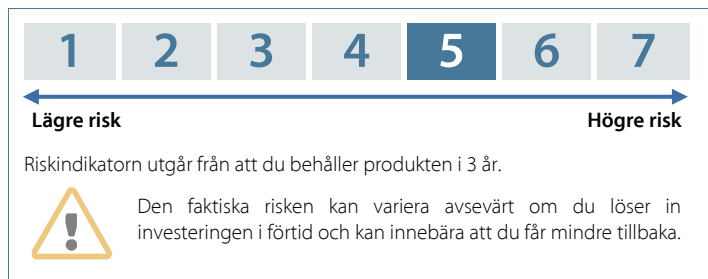 1 2 3 4 5 6 7
Lägre risk Högre risk
Riskindikatorn utgår från att du behåller produkten i 3 år.
Den faktiska risken kan variera avsevärt om du löser in
investeringen i förtid och kan innebära att du får mindre tillbaka.